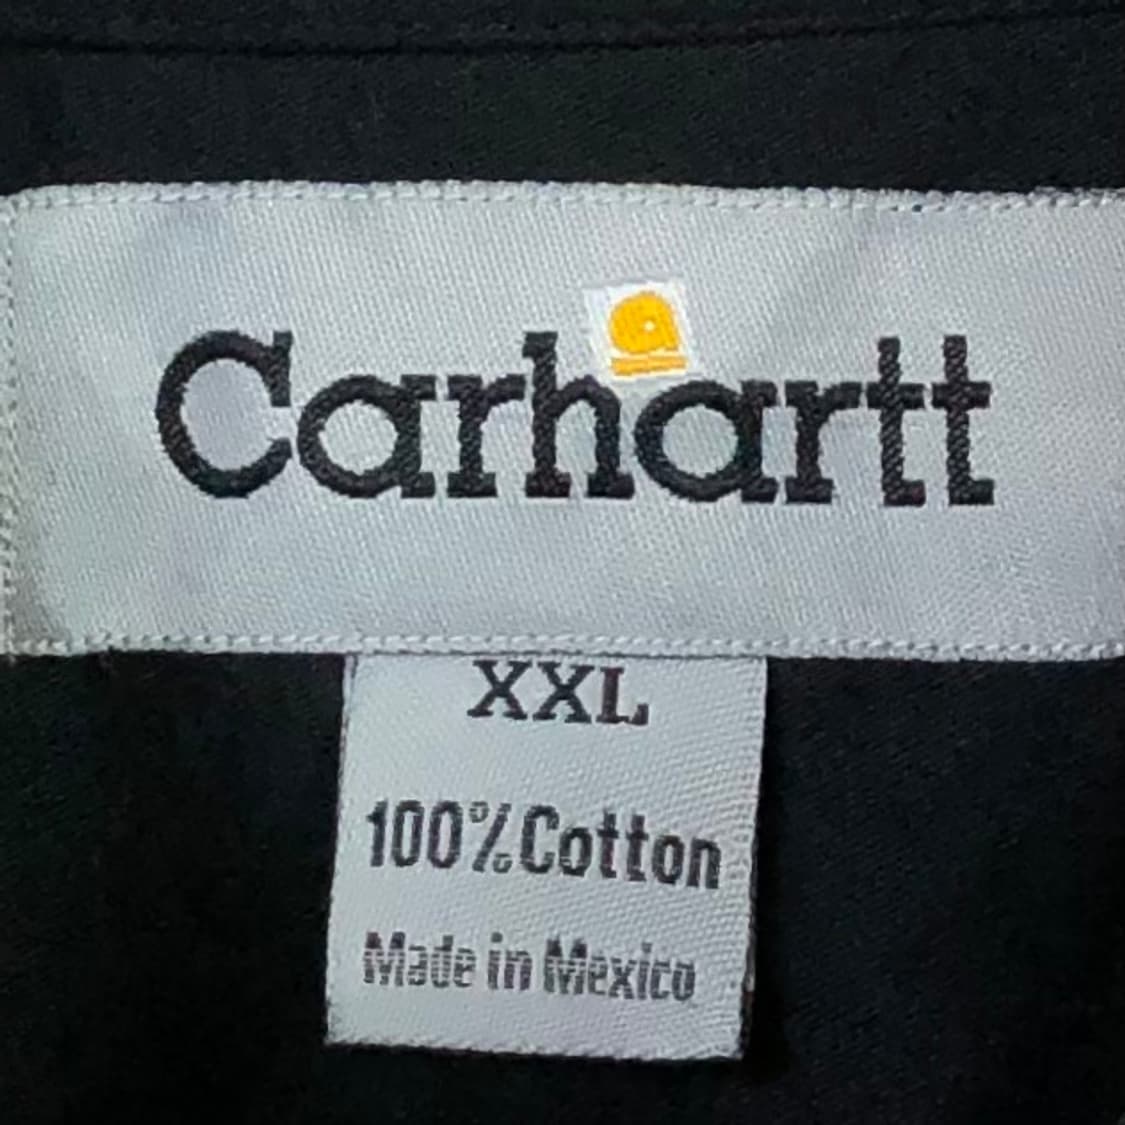 Carhartt
XXL
100% Cotton
Made in Mexico